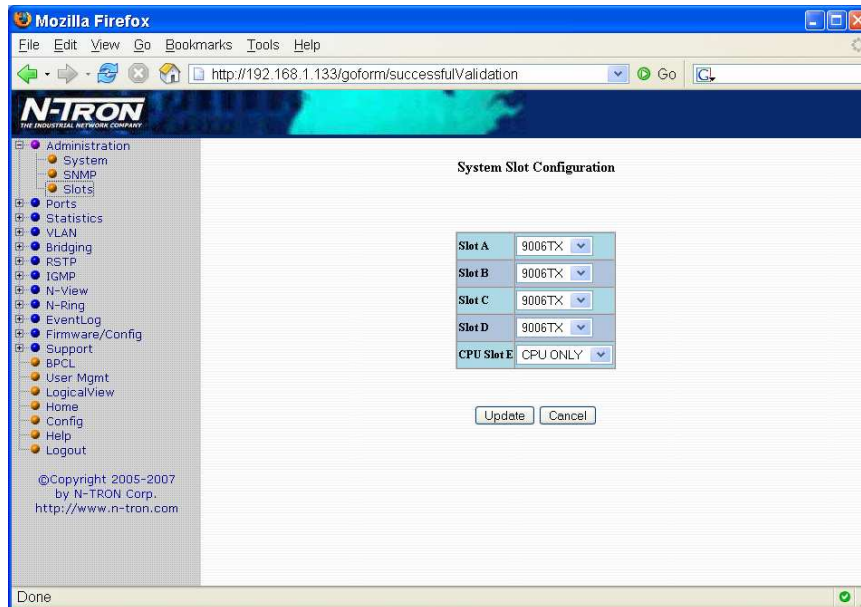 Mozilla Firefox
File Edit View Go Bookmarks Tools Help
http://192.168.1.133/goform/successfulValidation Go G
N-TRON
THE INDUSTRIAL NETWORK COMPANY
Administration
System
SNMP
Slots
Ports
Statistics
VLAN
Bridging
RSTP
IGMP
N-View
N-Ring
EventLog
Firmware/Config
Support
BPCL
User Mgmt
LogicalView
Home
Config
Help
Logout
©Copyright 2005-2007
by N-TRON Corp.
http://www.n-tron.com
System Slot Configuration
Slot A 9006TX
Slot B 9006TX
Slot C 9006TX
Slot D 9006TX
CPU Slot E CPU ONLY
Update Cancel
Done